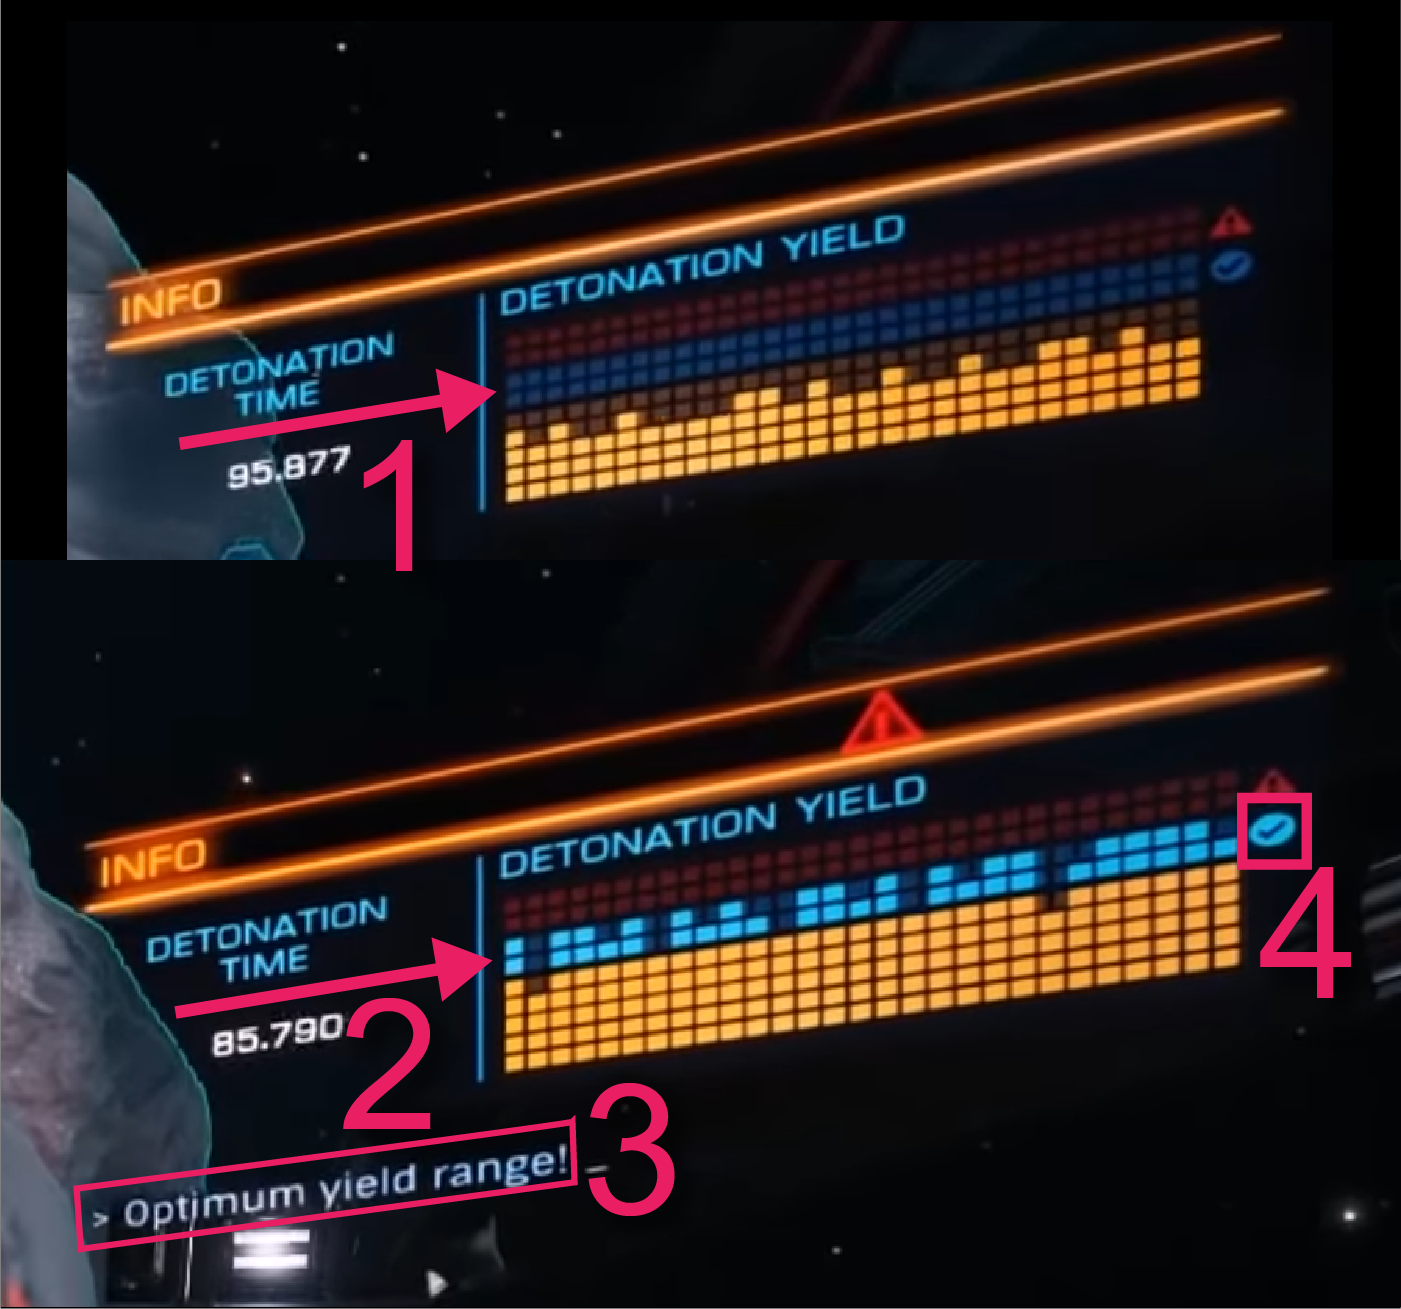 DETONATION YIELD
INFO
DETONATION
TIME
95.877
1
DETONATION YIELD
INFO
DETONATION
TIME
85.790
2
4
> Optimum yield range! _
3